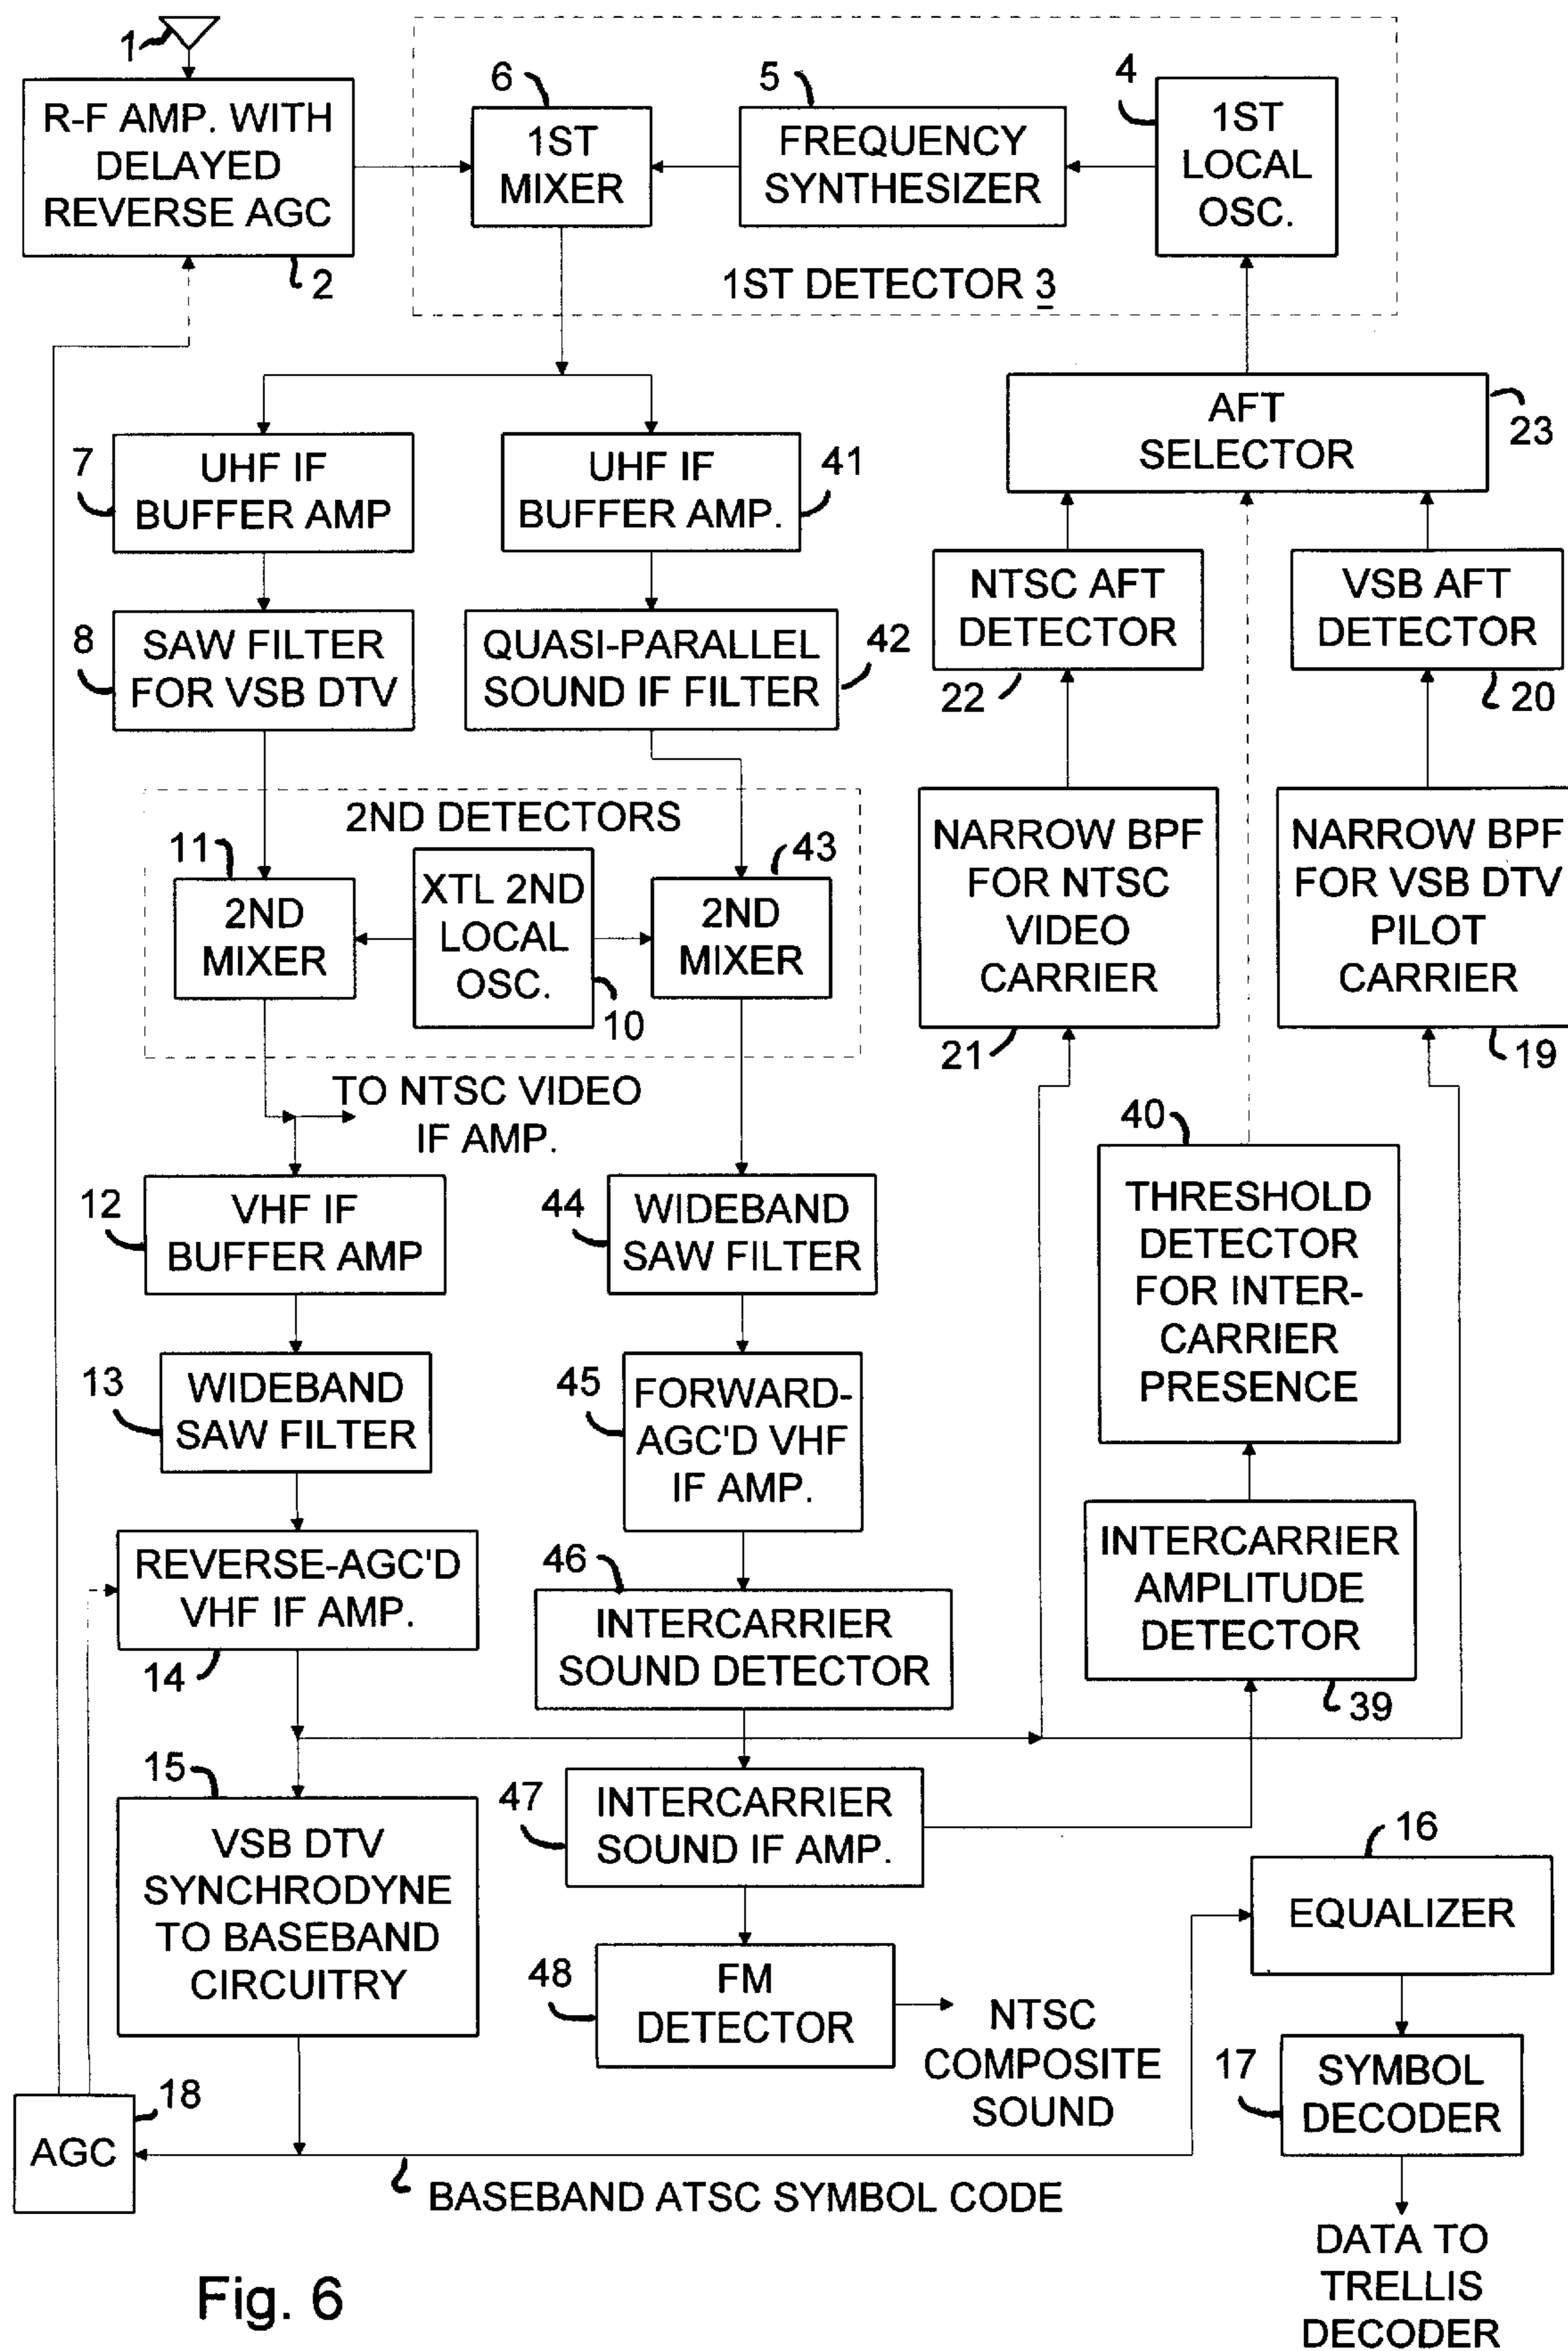 1
R-F AMP. WITH
DELAYED
REVERSE AGC
2
6
1ST
MIXER
5
FREQUENCY
SYNTHESIZER
4
1ST
LOCAL
OSC.
1ST DETECTOR 3
AFT
SELECTOR
23
7
UHF IF
BUFFER AMP
UHF IF
BUFFER AMP.
41
NTSC AFT
DETECTOR
22
VSB AFT
DETECTOR
20
8
SAW FILTER
FOR VSB DTV
QUASI-PARALLEL
SOUND IF FILTER
42
2ND DETECTORS
11
2ND
MIXER
XTL 2ND
LOCAL
OSC.
10
43
2ND
MIXER
NARROW BPF
FOR NTSC
VIDEO
CARRIER
21
NARROW BPF
FOR VSB DTV
PILOT
CARRIER
19
TO NTSC VIDEO
IF AMP.
12
VHF IF
BUFFER AMP
44
WIDEBAND
SAW FILTER
40
THRESHOLD
DETECTOR
FOR INTER-
CARRIER
PRESENCE
13
WIDEBAND
SAW FILTER
45
FORWARD-
AGC'D VHF
IF AMP.
REVERSE-AGC'D
VHF IF AMP.
14
46
INTERCARRIER
SOUND DETECTOR
INTERCARRIER
AMPLITUDE
DETECTOR
39
15
VSB DTV
SYNCHRODYNE
TO BASEBAND
CIRCUITRY
47
INTERCARRIER
SOUND IF AMP.
16
EQUALIZER
48
FM
DETECTOR
NTSC
COMPOSITE
SOUND
17
SYMBOL
DECODER
18
AGC
BASEBAND ATSC SYMBOL CODE
DATA TO
TRELLIS
DECODER
Fig. 6